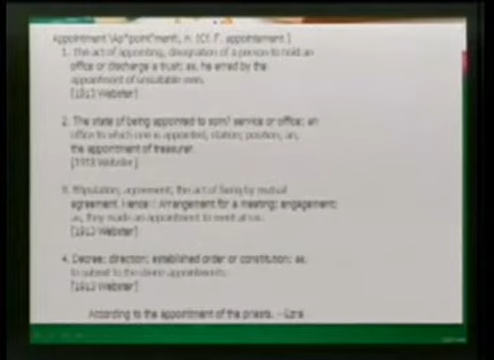 Appointment \Ap*point"ment\, n. [Cf. F. appointement.]
1. The act of appointing; designation of a person to hold an
office or discharge a trust; as, he erred by the
appointment of unsuitable men.
[1913 Webster]
2. The state of being appointed to som? service or office; an
office to which one is appointed; station; position; an,
the appointment of treasurer.
[1913 Webster]
3. Stipulation; agreement; the act of fixing by mutual
agreement. Hence:: Arrangement for a meeting; engagement;
as, they made an appointment to meet at six.
[1913 Webster]
4. Decree; direction; established order or constitution; as,
to submit to the divine appointments.
[1913 Webster]
According to the appointment of the priests. --Ezra